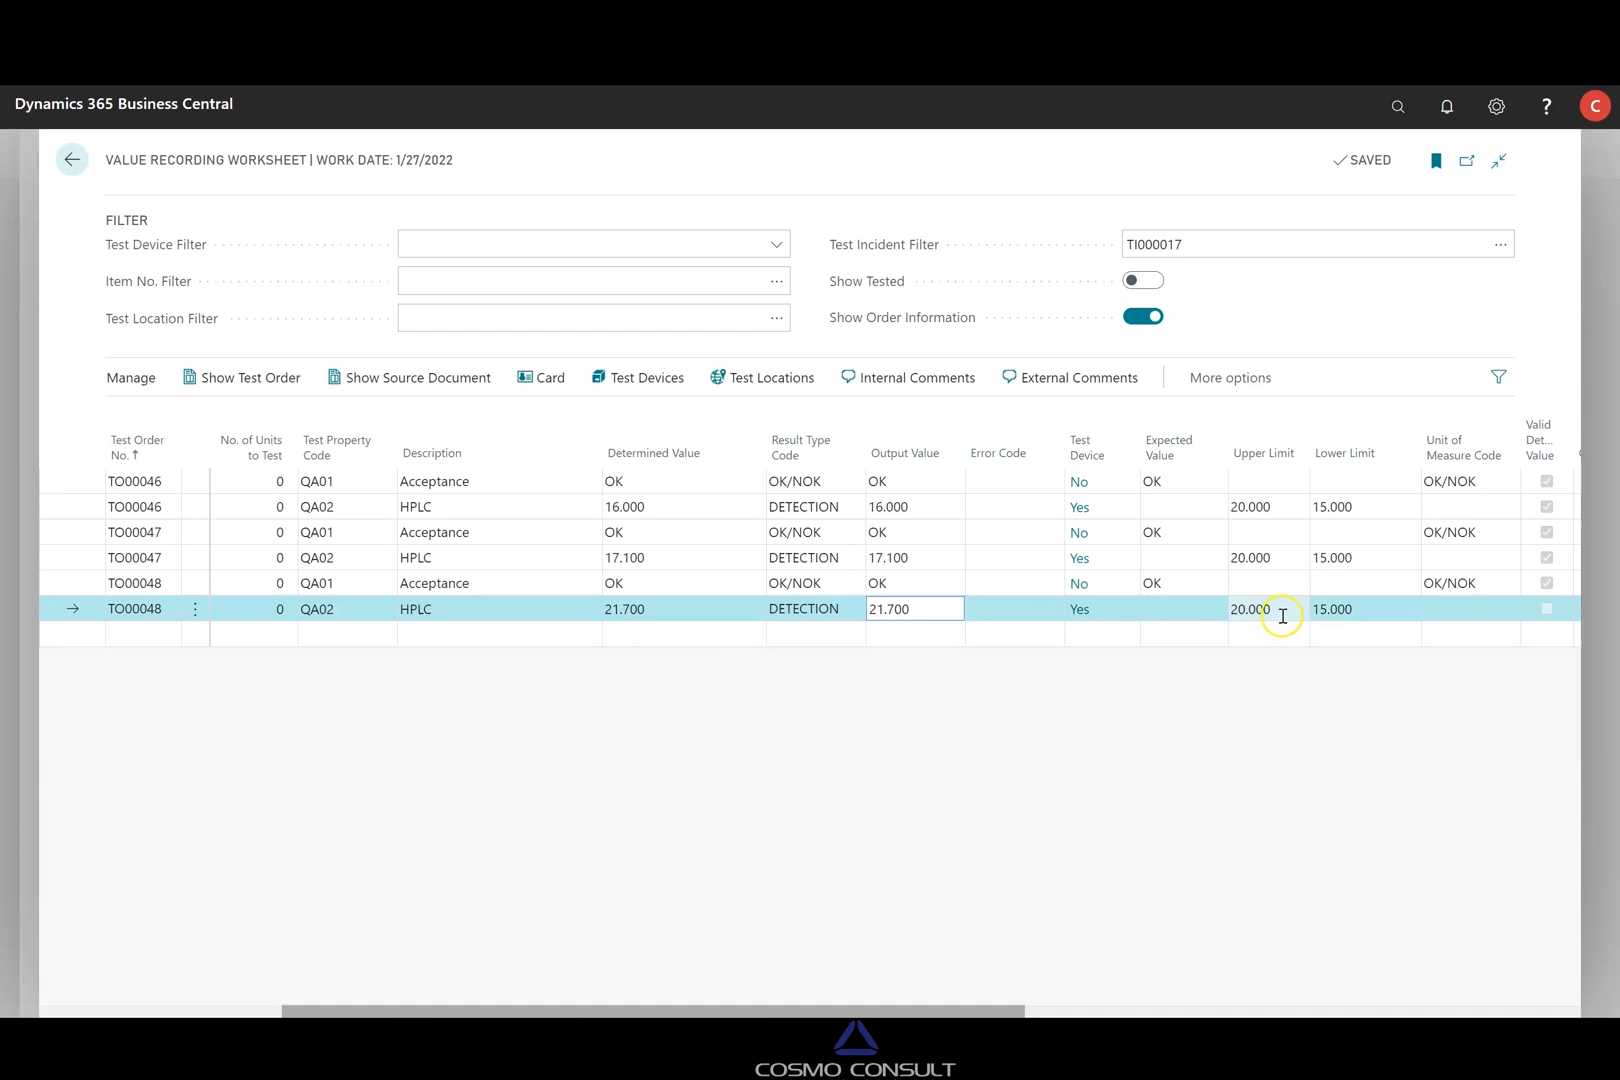 Dynamics 365 Business Central
?
C
VALUE RECORDING WORKSHEET | WORK DATE: 1/27/2022
SAVED
FILTER
Test Device Filter
Test Incident Filter
TI000017
Item No. Filter
Show Tested
Test Location Filter
Show Order Information
Manage Show Test Order Show Source Document Card Test Devices Test Locations Internal Comments External Comments More options
Test Order No. ↑ No. of Units to Test Test Property Code Description Determined Value Result Type Code Output Value Error Code Test Device Expected Value Upper Limit Lower Limit Unit of Measure Code Valid Det... Value
TO00046 0 QA01 Acceptance OK OK/NOK OK No OK OK/NOK
TO00046 0 QA02 HPLC 16.000 DETECTION 16.000 Yes 20.000 15.000
TO00047 0 QA01 Acceptance OK OK/NOK OK No OK OK/NOK
TO00047 0 QA02 HPLC 17.100 DETECTION 17.100 Yes 20.000 15.000
TO00048 0 QA01 Acceptance OK OK/NOK OK No OK OK/NOK
TO00048 0 QA02 HPLC 21.700 DETECTION 21.700 Yes 20.000 15.000
COSMO CONSULT